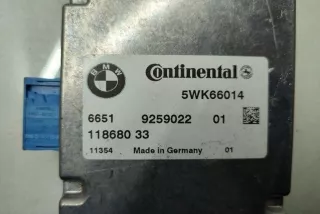 BMW
Continental
5WK66014
6651 9259022 01
118680 33
11354 Made in Germany 01